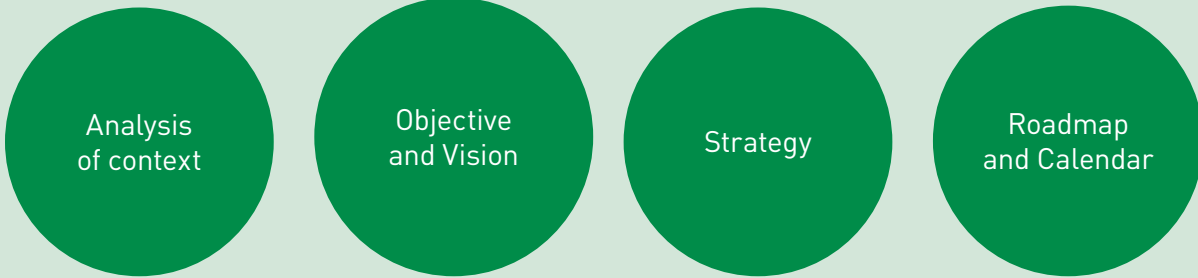 Analysis
of context
Objective
and Vision
Strategy
Roadmap
and Calendar